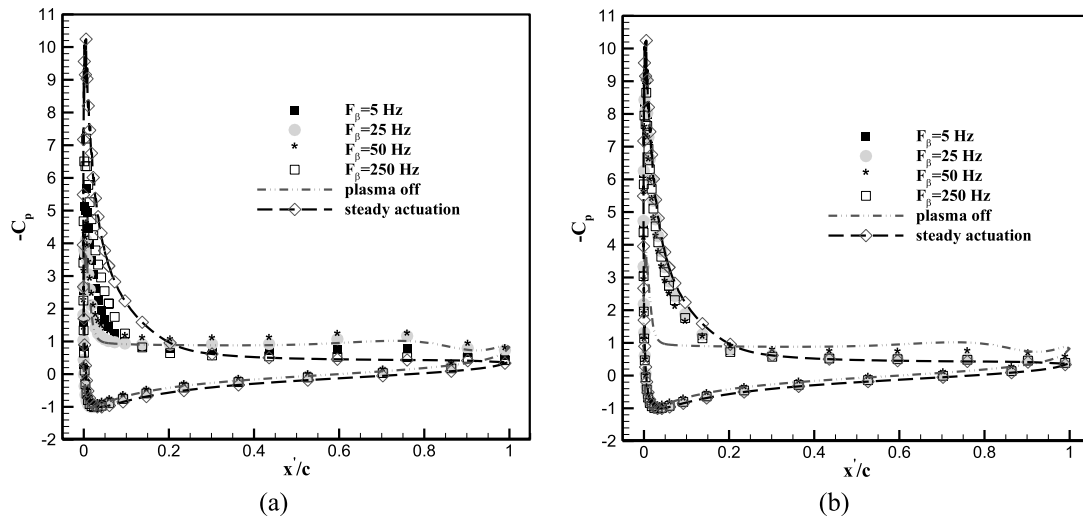 11
10
9
8
7
6
5
4
3
2
1
0
-1
-2
-Cp
0 0.2 0.4 0.6 0.8 1
x'/c
Fβ=5 Hz
Fβ=25 Hz
Fβ=50 Hz
Fβ=250 Hz
plasma off
steady actuation
(a)
11
10
9
8
7
6
5
4
3
2
1
0
-1
-2
-Cp
0 0.2 0.4 0.6 0.8 1
x'/c
Fβ=5 Hz
Fβ=25 Hz
Fβ=50 Hz
Fβ=250 Hz
plasma off
steady actuation
(b)